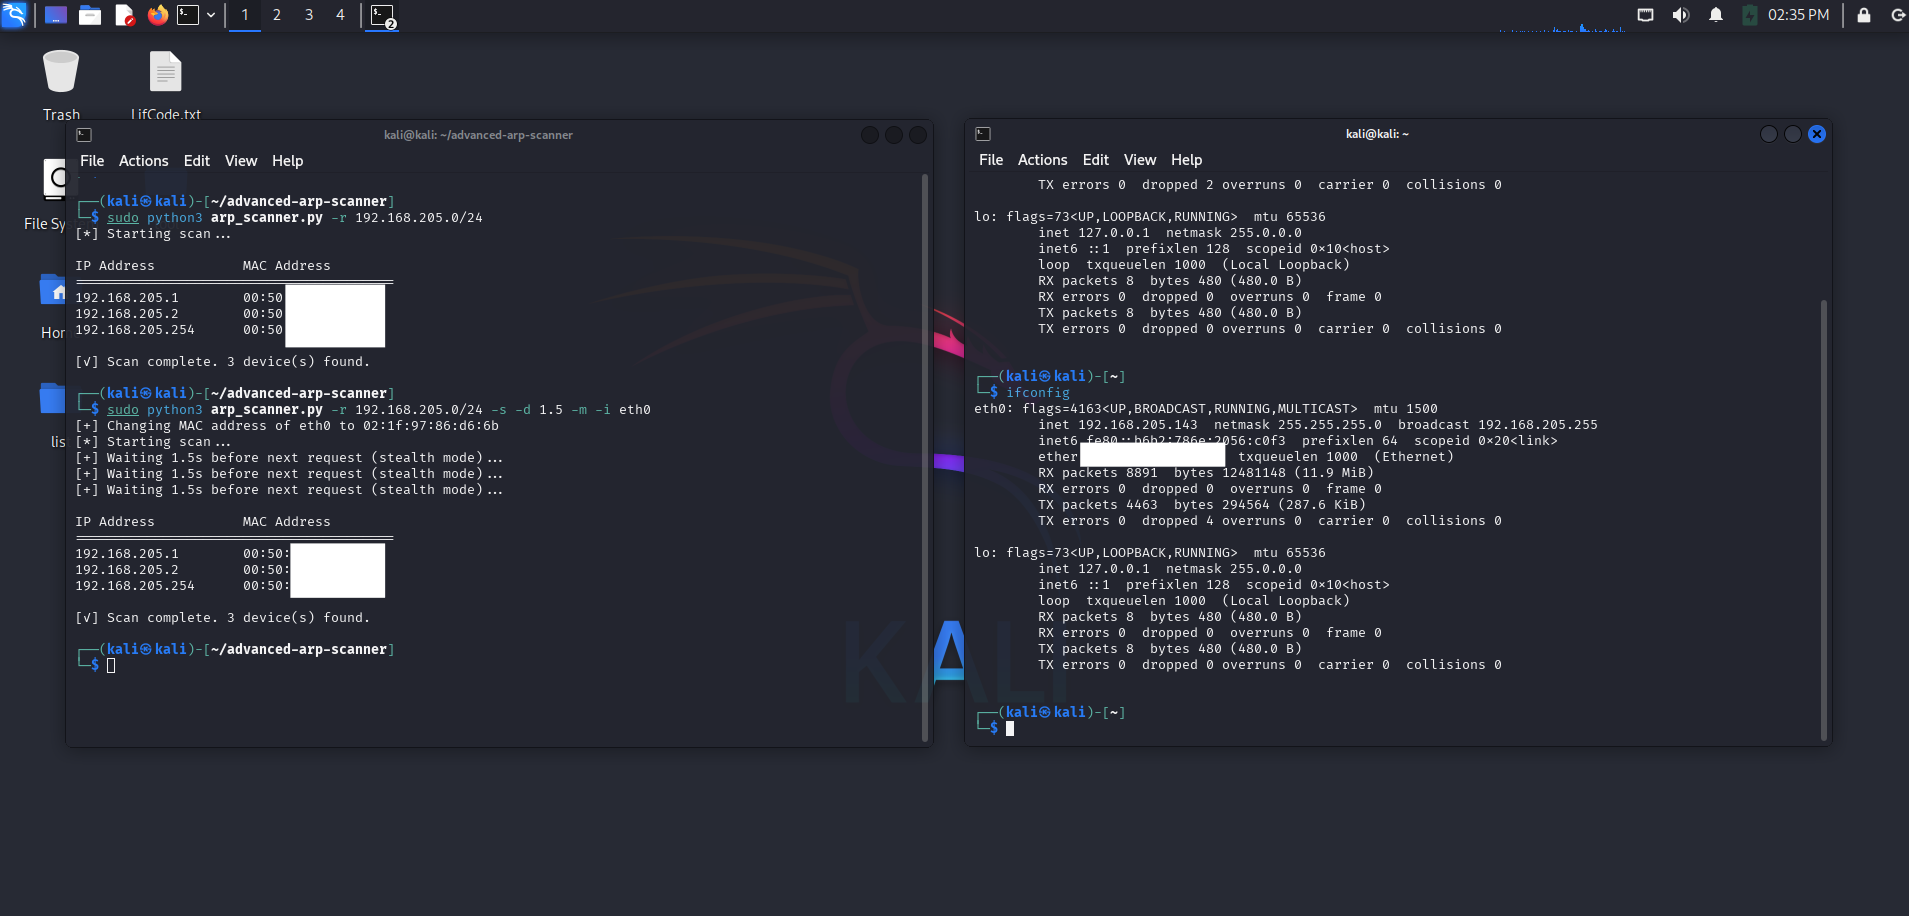 1 2 3 4 2 02:35 PM
Trash
LifCode.txt
File Sy
Ho
lis
kali@kali: ~/advanced-arp-scanner
File Actions Edit View Help
┌──(kali㉿kali)-[~/advanced-arp-scanner]
└─$ sudo python3 arp_scanner.py -r 192.168.205.0/24
[*] Starting scan...
IP Address MAC Address
192.168.205.1 00:50
192.168.205.2 00:50
192.168.205.254 00:50
[√] Scan complete. 3 device(s) found.
┌──(kali㉿kali)-[~/advanced-arp-scanner]
└─$ sudo python3 arp_scanner.py -r 192.168.205.0/24 -s -d 1.5 -m -i eth0
[+] Changing MAC address of eth0 to 02:1f:97:86:d6:6b
[*] Starting scan...
[+] Waiting 1.5s before next request (stealth mode)...
[+] Waiting 1.5s before next request (stealth mode)...
[+] Waiting 1.5s before next request (stealth mode)...
IP Address MAC Address
192.168.205.1 00:50:
192.168.205.2 00:50:
192.168.205.254 00:50:
[√] Scan complete. 3 device(s) found.
┌──(kali㉿kali)-[~/advanced-arp-scanner]
└─$
KALI
kali@kali: ~
File Actions Edit View Help
TX errors 0 dropped 2 overruns 0 carrier 0 collisions 0
lo: flags=73<UP,LOOPBACK,RUNNING> mtu 65536
inet 127.0.0.1 netmask 255.0.0.0
inet6 ::1 prefixlen 128 scopeid 0×10<host>
loop txqueuelen 1000 (Local Loopback)
RX packets 8 bytes 480 (480.0 B)
RX errors 0 dropped 0 overruns 0 frame 0
TX packets 8 bytes 480 (480.0 B)
TX errors 0 dropped 0 overruns 0 carrier 0 collisions 0
┌──(kali㉿kali)-[~]
└─$ ifconfig
eth0: flags=4163<UP,BROADCAST,RUNNING,MULTICAST> mtu 1500
inet 192.168.205.143 netmask 255.255.255.0 broadcast 192.168.205.255
inet6 fe80::b6b2:786e:2056:c0f3 prefixlen 64 scopeid 0×20<link>
ether txqueuelen 1000 (Ethernet)
RX packets 8891 bytes 12481148 (11.9 MiB)
RX errors 0 dropped 0 overruns 0 frame 0
TX packets 4463 bytes 294564 (287.6 KiB)
TX errors 0 dropped 4 overruns 0 carrier 0 collisions 0
lo: flags=73<UP,LOOPBACK,RUNNING> mtu 65536
inet 127.0.0.1 netmask 255.0.0.0
inet6 ::1 prefixlen 128 scopeid 0×10<host>
loop txqueuelen 1000 (Local Loopback)
RX packets 8 bytes 480 (480.0 B)
RX errors 0 dropped 0 overruns 0 frame 0
TX packets 8 bytes 480 (480.0 B)
TX errors 0 dropped 0 overruns 0 carrier 0 collisions 0
┌──(kali㉿kali)-[~]
└─$